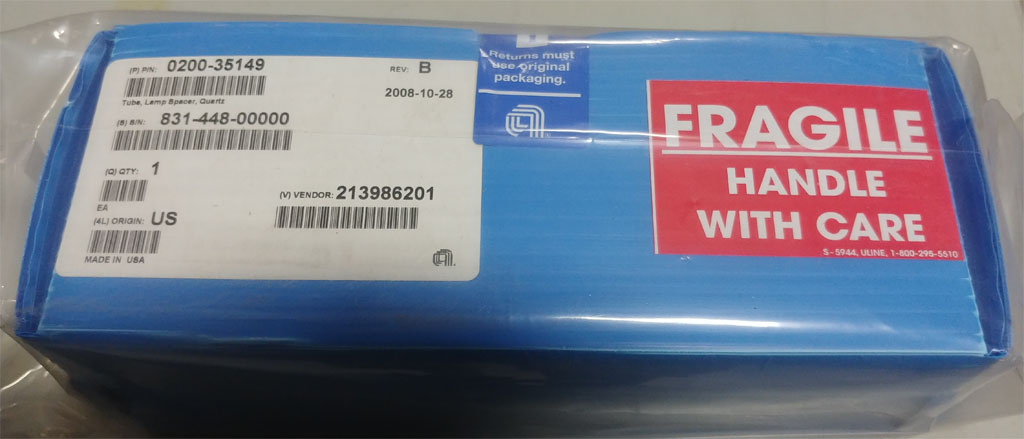 (P) P/N: 0200-35149
REV: B
2008-10-28
Tube, Lamp Spacer, Quartz
(S) S/N: 831-448-00000
(Q) QTY: 1
EA
(V) VENDOR: 213986201
(4L) ORIGIN: US
MADE IN USA
Returns must
use original
packaging.
FRAGILE
HANDLE
WITH CARE
S - 5944, ULINE, 1-800-295-5510